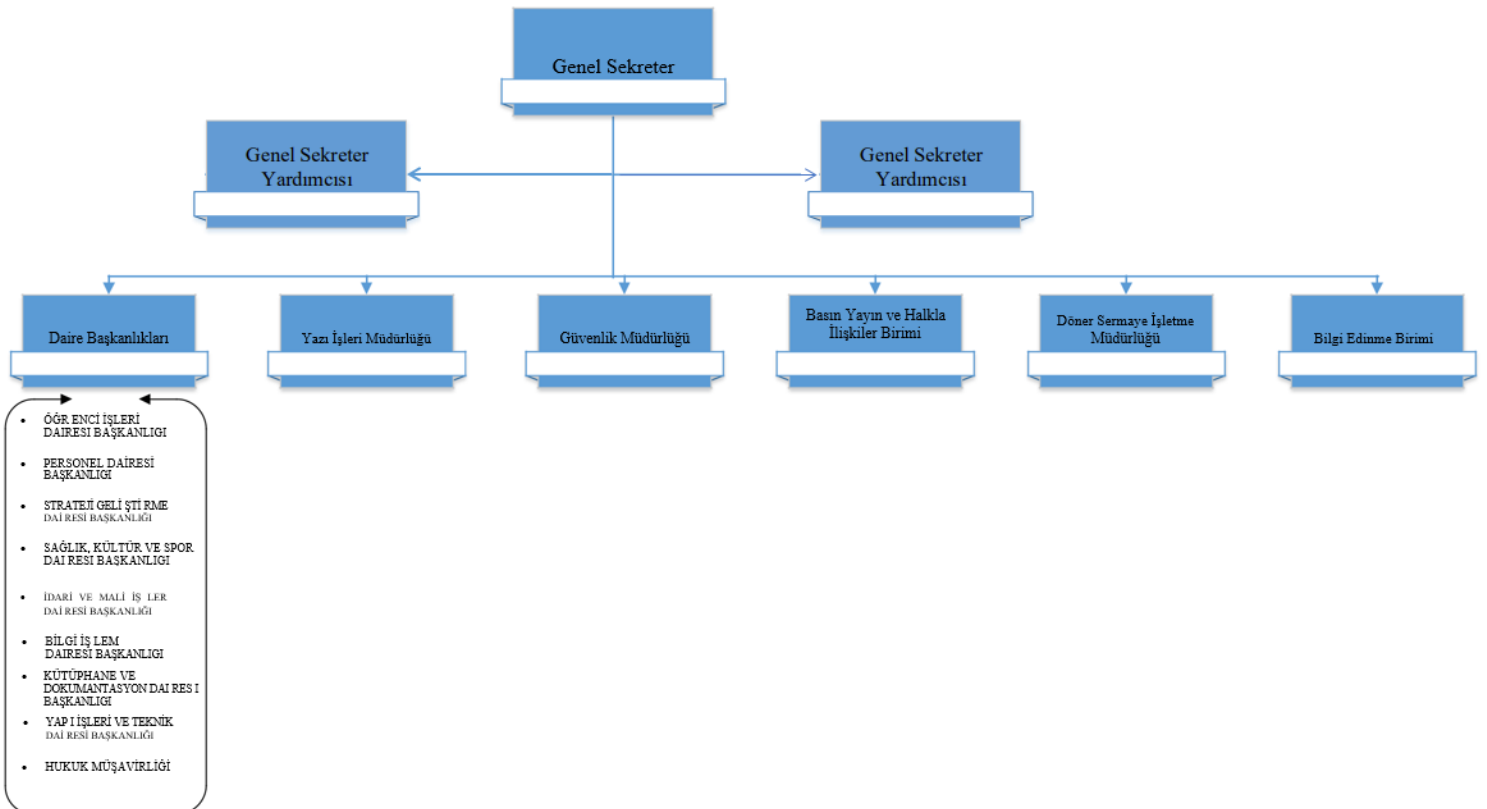 Genel Sekreter
Genel Sekreter
Yardımcısı
Genel Sekreter
Yardımcısı
Daire Başkanlıkları
Yazı İşleri Müdürlüğü
Güvenlik Müdürlüğü
Basın Yayın ve Halkla
İlişkiler Birimi
Döner Sermaye İşletme
Müdürlüğü
Bilgi Edinme Birimi
• ÖĞR ENCİ İŞLERİ
DAIRESI BAŞKANLIGI
• PERSONEL DAİRESİ
BAŞKANLIGI
• STRATEJİ GELİ ŞTİ RME
DAİ RESİ BAŞKANLIĞI
• SAĞLIK, KÜLTÜR VE SPOR
DAI RESI BAŞKANLIGI
• İDARİ VE MALİ İŞ LER
DAİ RESİ BAŞKANLIĞI
• BİLGİ İŞ LEM
DAIRESI BAŞKANLIGI
• KÜTÜPHANE VE
DOKUMANTASYON DAI RES I
BAŞKANLIGI
• YAP I İŞLERİ VE TEKNİK
DAİ RESİ BAŞKANLIĞI
• HUKUK MÜŞAVİRLİĞİ